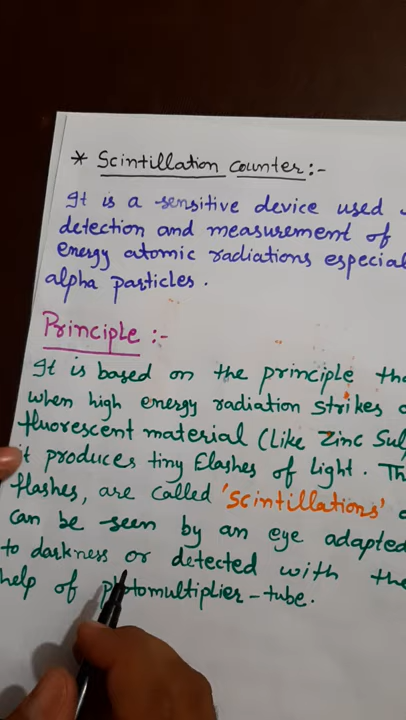 * Scintillation counter:-
It is a sensitive device used
detection and measurement of
energy atomic radiations especial
alpha particles.
Principle :-
It is based on the principle tha
when high energy radiation strikes
fluorescent material (Like Zinc Sul
it produces tiny flashes of Light. Th
flashes, are called 'Scintillations'
can be seen by an eye adapted
to darkness or detected with the
help of photomultiplier-tube.